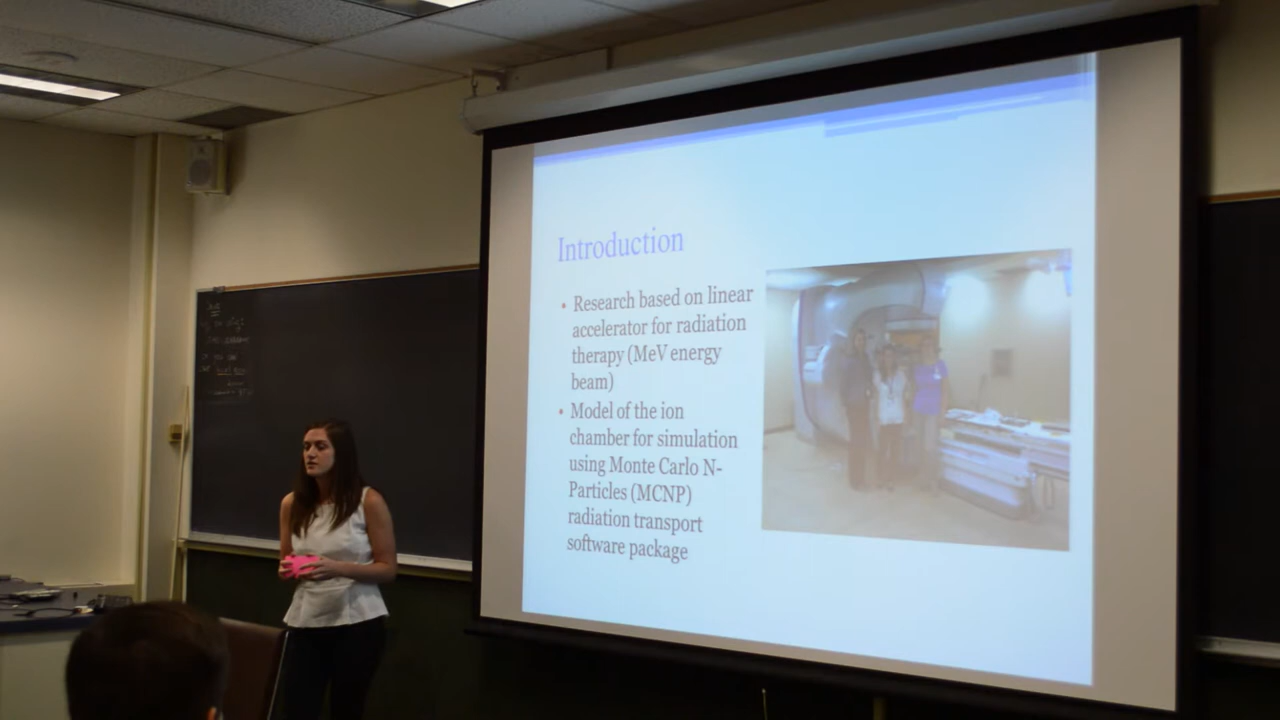 Introduction
• Research based on linear
accelerator for radiation
therapy (MeV energy
beam)
• Model of the ion
chamber for simulation
using Monte Carlo N-
Particles (MCNP)
radiation transport
software package